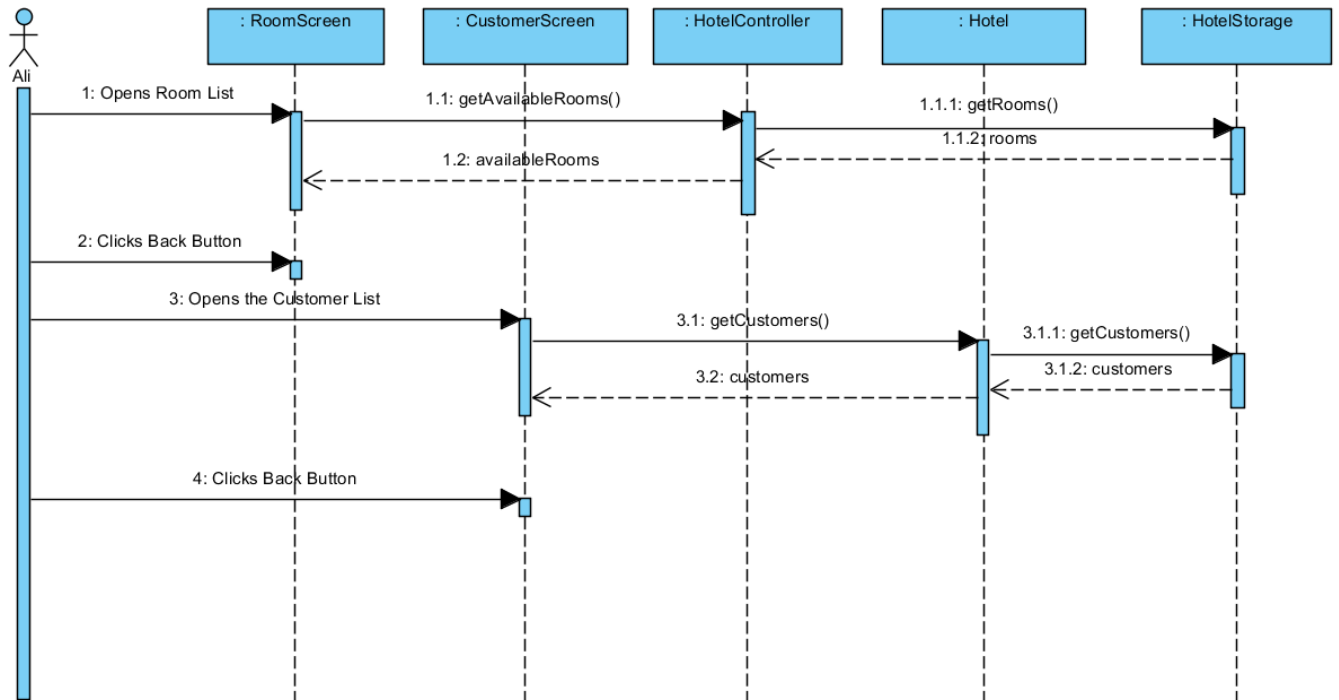 : RoomScreen
: CustomerScreen
: HotelController
: Hotel
: HotelStorage
Ali
1: Opens Room List
1.1: getAvailableRooms()
1.1.1: getRooms()
1.1.2: rooms
1.2: availableRooms
2: Clicks Back Button
3: Opens the Customer List
3.1: getCustomers()
3.1.1: getCustomers()
3.1.2: customers
3.2: customers
4: Clicks Back Button